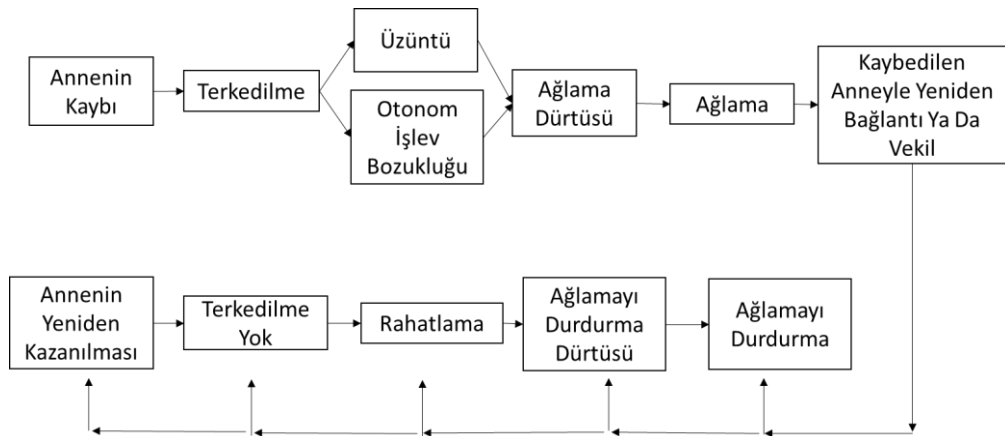 Annenin
Kaybı
Terkedilme
Üzüntü
Otonom
İşlev
Bozukluğu
Ağlama
Dürtüsü
Ağlama
Kaybedilen
Anneyle Yeniden
Bağlantı Ya Da
Vekil
Annenin
Yeniden
Kazanılması
Terkedilme
Yok
Rahatlama
Ağlamayı
Durdurma
Dürtüsü
Ağlamayı
Durdurma